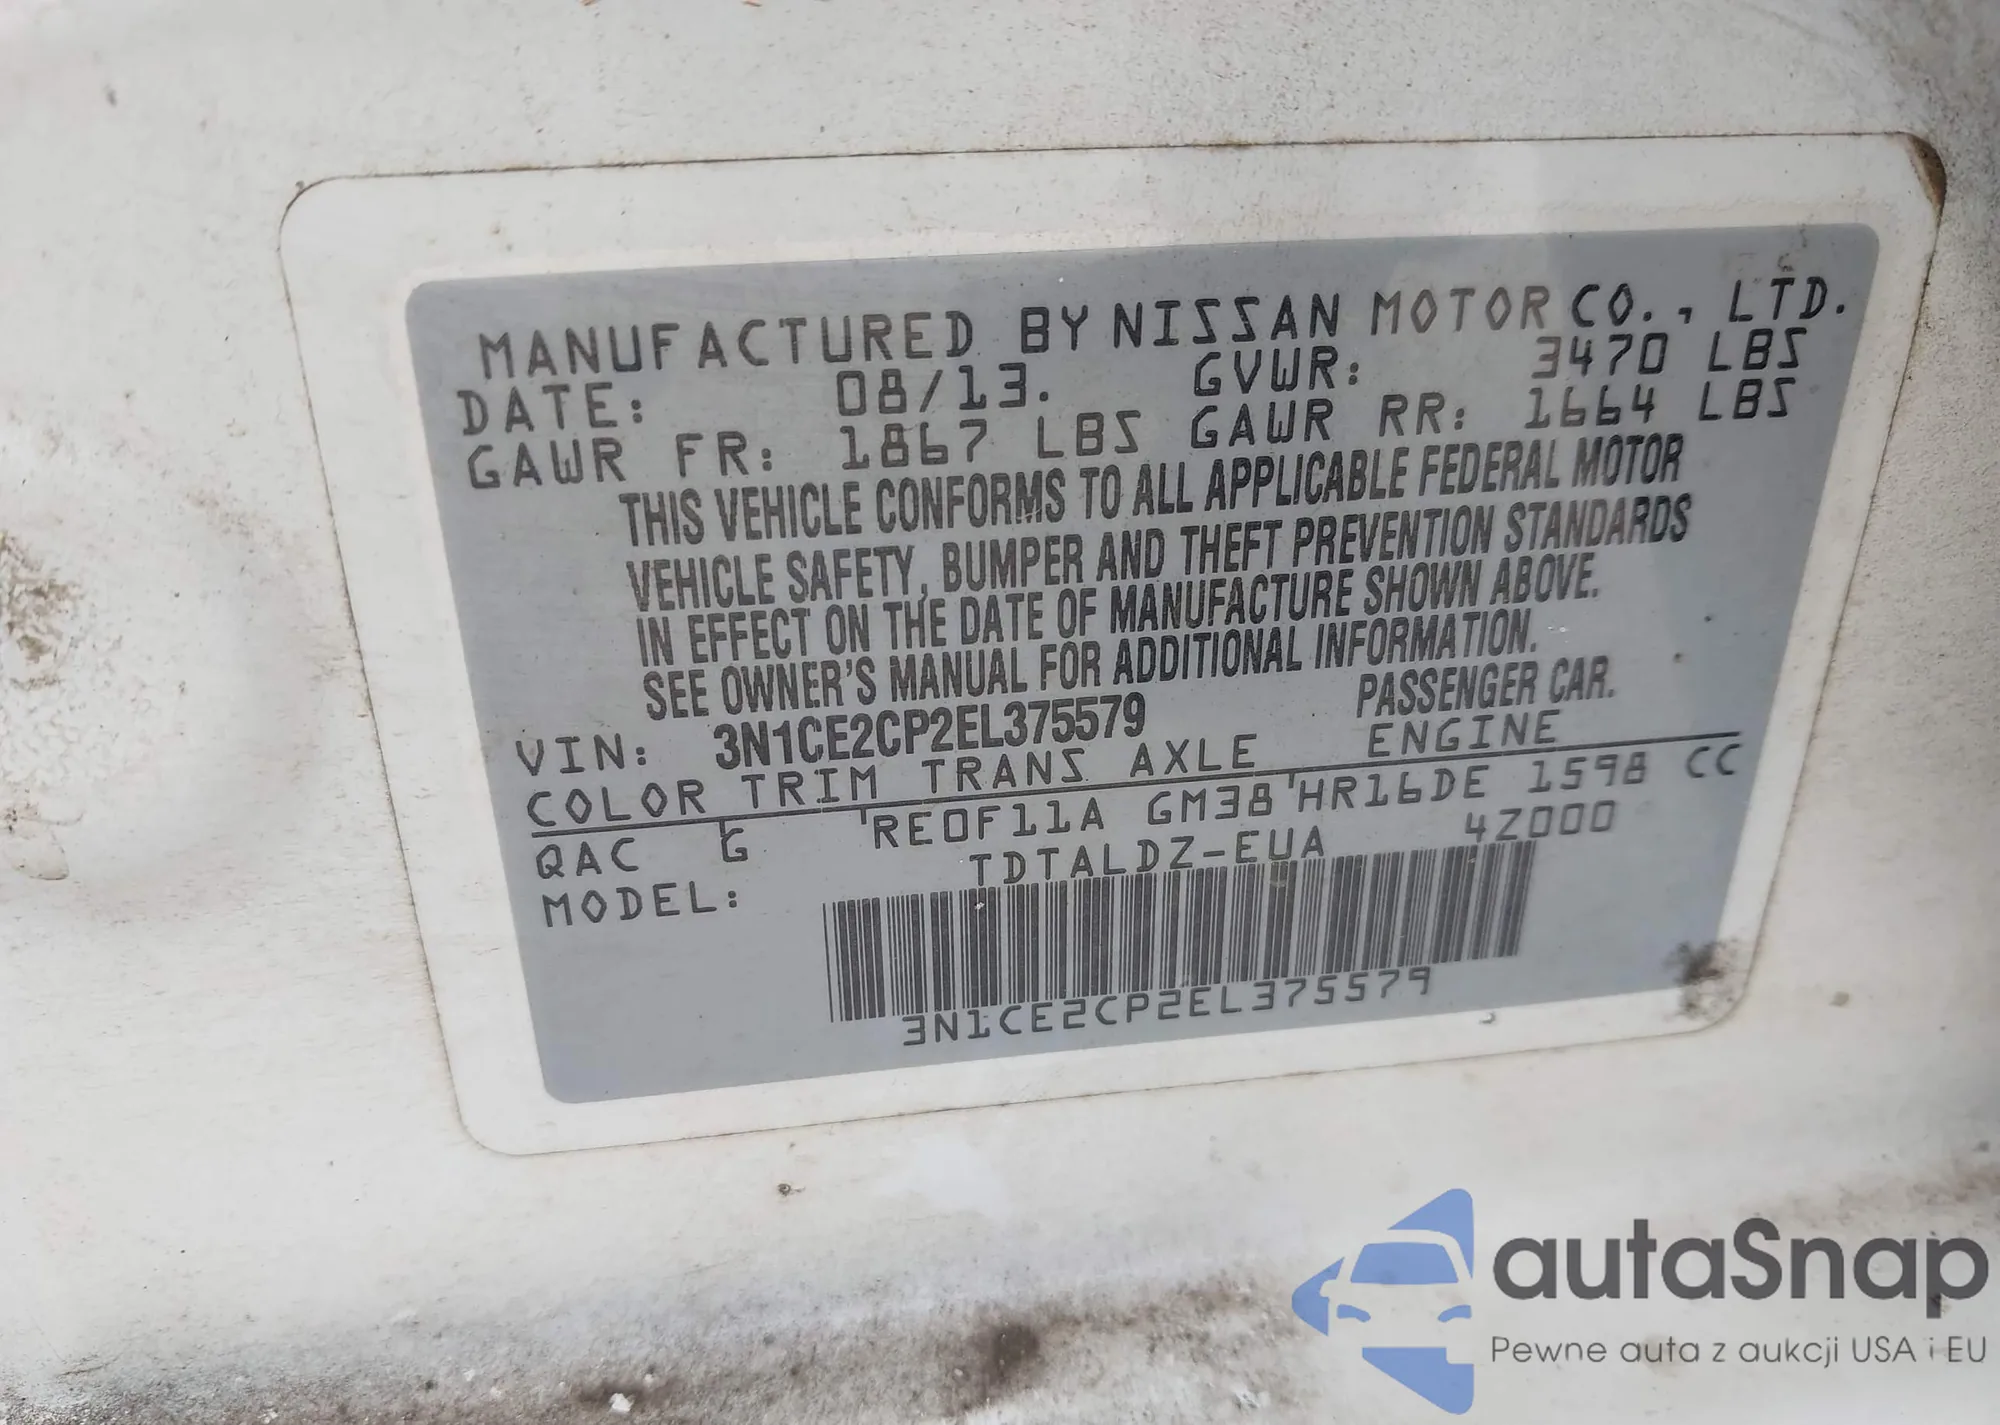 MANUFACTURED BY NISSAN MOTOR CO., LTD.
DATE: 08/13. GVWR: 3470 LBS
GAWR FR: 1867 LBS GAWR RR: 1664 LBS
THIS VEHICLE CONFORMS TO ALL APPLICABLE FEDERAL MOTOR
VEHICLE SAFETY, BUMPER AND THEFT PREVENTION STANDARDS
IN EFFECT ON THE DATE OF MANUFACTURE SHOWN ABOVE.
SEE OWNER'S MANUAL FOR ADDITIONAL INFORMATION.
VIN: 3N1CE2CP2EL375579 PASSENGER CAR.
COLOR TRIM TRANS AXLE ENGINE
QAC G RE0F11A GM38 HR16DE 1598 CC
MODEL: TDTALDZ-EUA 4Z000
3N1CE2CP2EL375579
autaSnap
Pewne auta z aukcji USA i EU